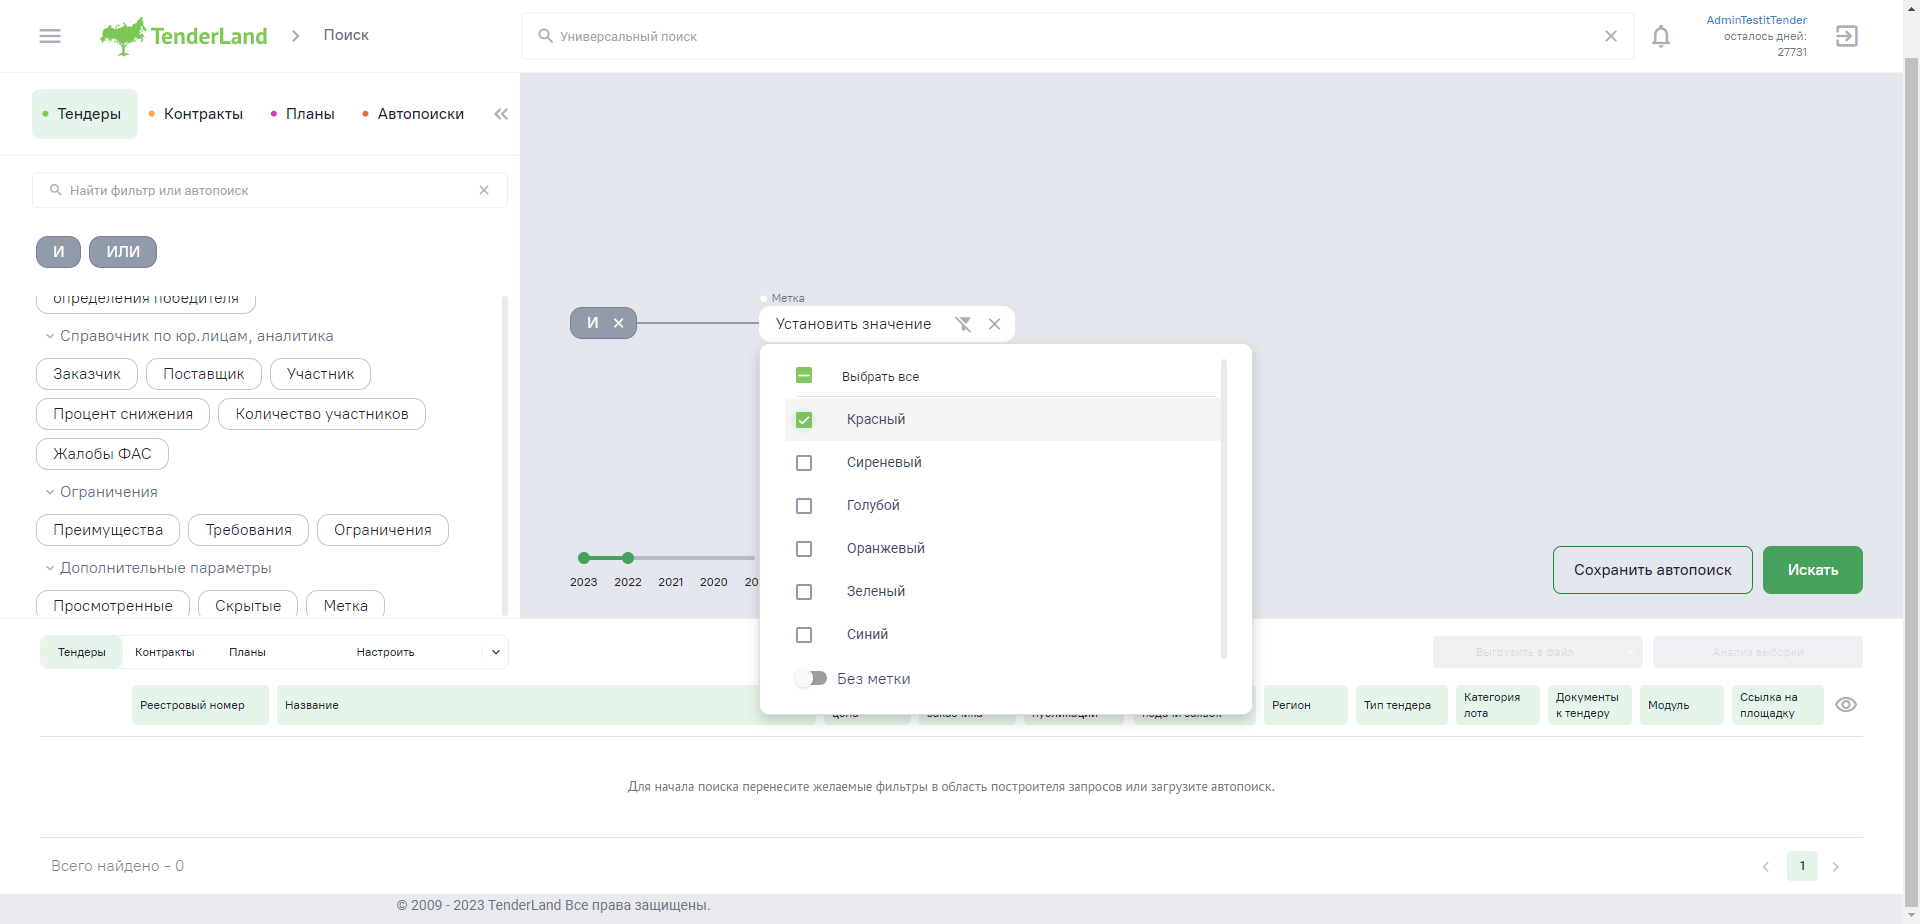 TenderLand
Поиск
Универсальный поиск
AdminTestitTender
осталось дней:
27731
Тендеры
Контракты
Планы
Автопоиски
Найти фильтр или автопоиск
И
ИЛИ
определения победителя
Справочник по юр.лицам, аналитика
Заказчик
Поставщик
Участник
Процент снижения
Количество участников
Жалобы ФАС
Ограничения
Преимущества
Требования
Ограничения
Дополнительные параметры
Просмотренные
Скрытые
Метка
И
Метка
Установить значение
Выбрать все
Красный
Сиреневый
Голубой
Оранжевый
Зеленый
Синий
Без метки
2023
2022
2021
2020
20
Сохранить автопоиск
Искать
Тендеры
Контракты
Планы
Настроить
Выгрузить в файл
Анализ выборки
Реестровый номер
Название
цена
заказчика
публикации
подачи заявок
Регион
Тип тендера
Категория
лота
Документы
к тендеру
Модуль
Ссылка на
площадку
Для начала поиска перенесите желаемые фильтры в область построителя запросов или загрузите автопоиск.
Всего найдено - 0
1
© 2009 - 2023 TenderLand Все права защищены.